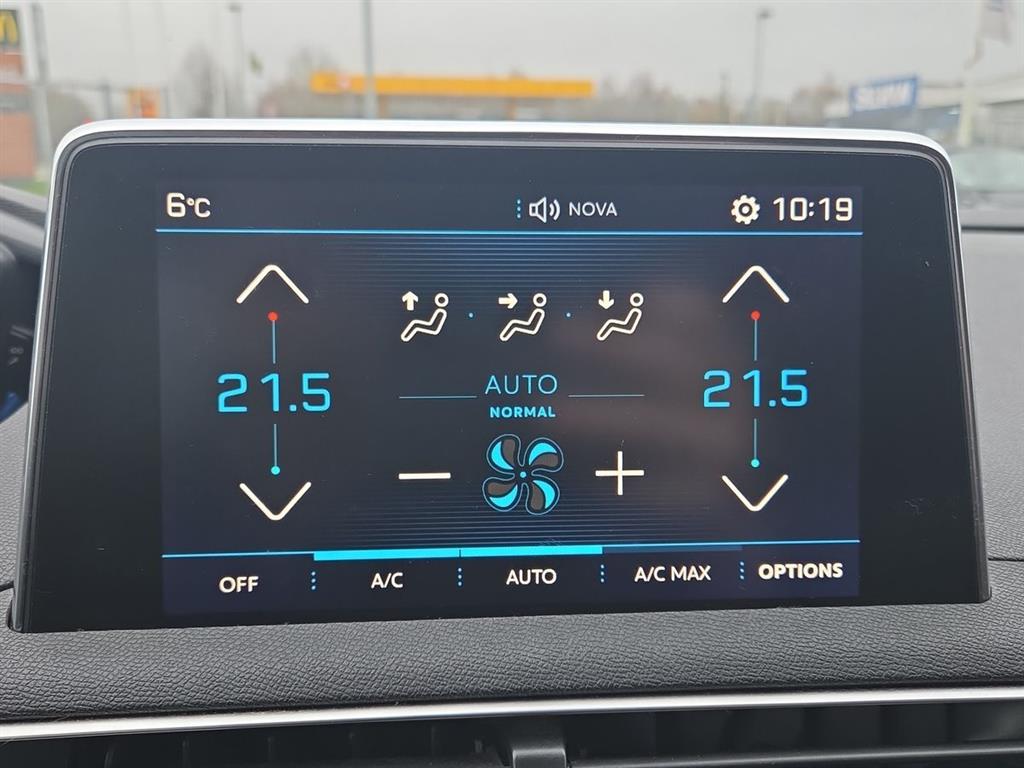 6°C
NOVA
10:19
21.5
21.5
AUTO
NORMAL
OFF
A/C
AUTO
A/C MAX
OPTIONS